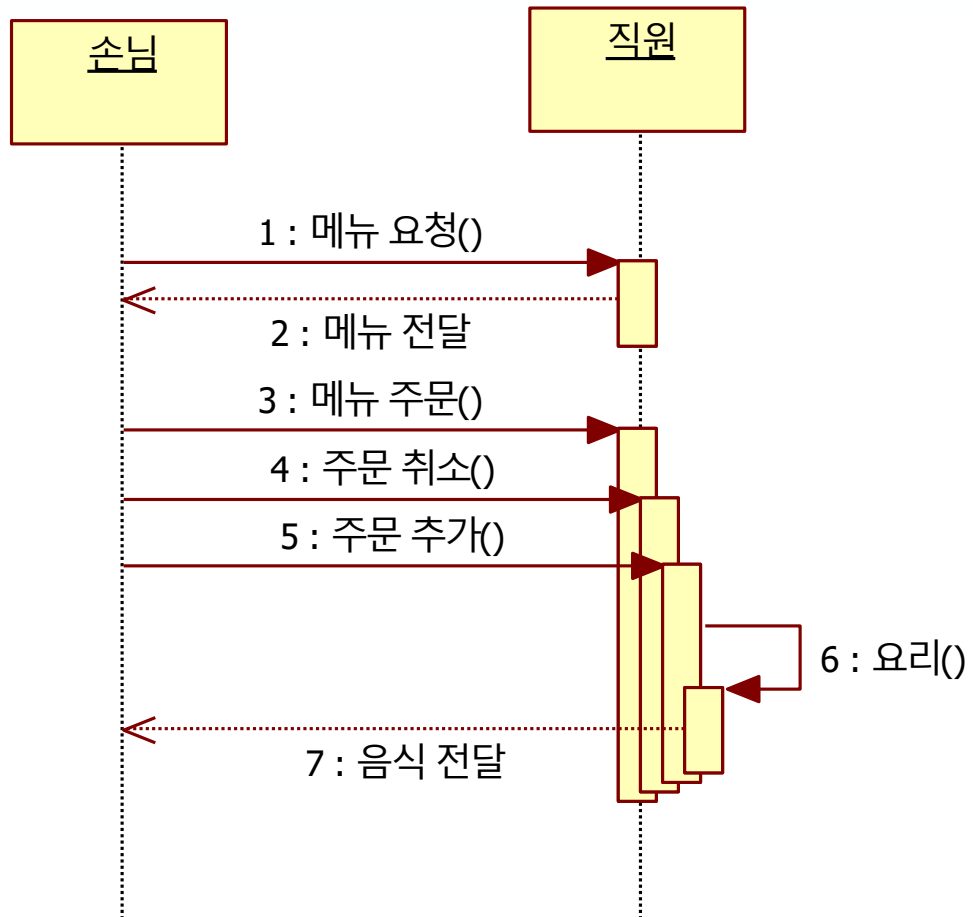 손님
직원
1 : 메뉴 요청()
2 : 메뉴 전달
3 : 메뉴 주문()
4 : 주문 취소()
5 : 주문 추가()
6 : 요리()
7 : 음식 전달